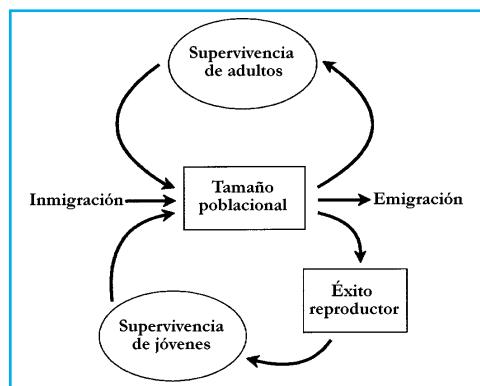 Supervivencia
de adultos
Inmigración
Tamaño
poblacional
Emigración
Éxito
reproductor
Supervivencia
de jóvenes